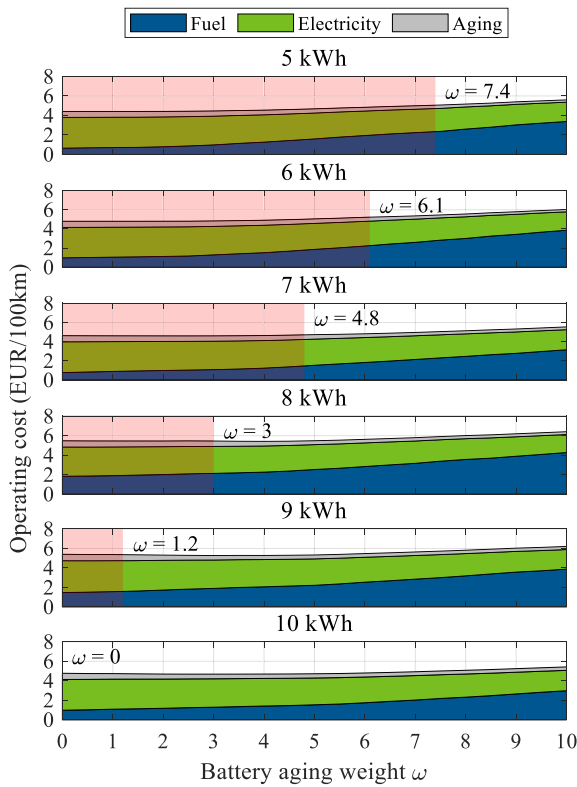 Fuel Electricity Aging
5 kWh
8
6
4
2
0
ω = 7.4
6 kWh
8
6
4
2
0
ω = 6.1
7 kWh
8
6
4
2
0
ω = 4.8
8 kWh
8
6
4
2
0
ω = 3
9 kWh
8
6
4
2
0
ω = 1.2
10 kWh
8
6
4
2
0
ω = 0
0 1 2 3 4 5 6 7 8 9 10
Battery aging weight ω
Operating cost (EUR/100km)